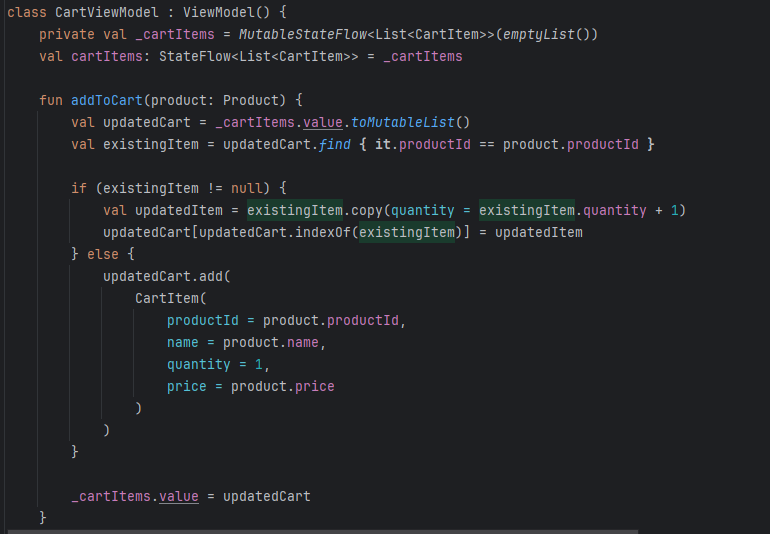 class CartViewModel : ViewModel() {
    private val _cartItems = MutableStateFlow<List<CartItem>>(emptyList())
    val cartItems: StateFlow<List<CartItem>> = _cartItems

    fun addToCart(product: Product) {
        val updatedCart = _cartItems.value.toMutableList()
        val existingItem = updatedCart.find { it.productId == product.productId }

        if (existingItem != null) {
            val updatedItem = existingItem.copy(quantity = existingItem.quantity + 1)
            updatedCart[updatedCart.indexOf(existingItem)] = updatedItem
        } else {
            updatedCart.add(
                CartItem(
                    productId = product.productId,
                    name = product.name,
                    quantity = 1,
                    price = product.price
                )
            )
        }

        _cartItems.value = updatedCart
    }